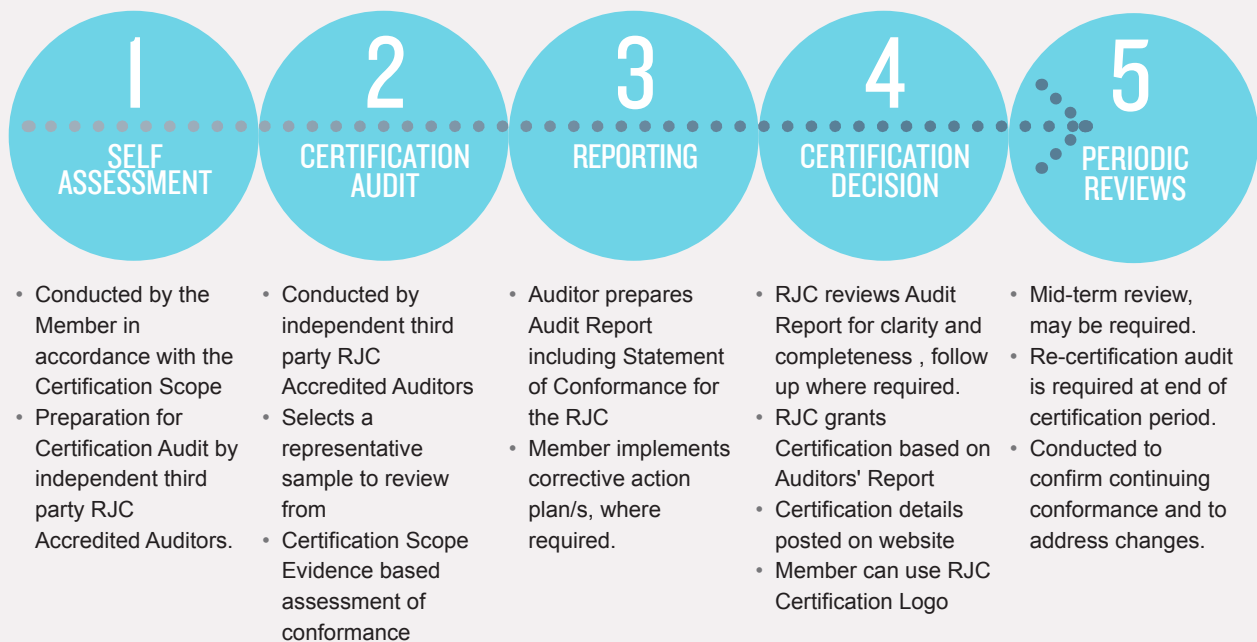 1
SELF
ASSESSMENT
• Conducted by the
Member in
accordance with the
Certification Scope
• Preparation for
Certification Audit by
independent third
party RJC
Accredited Auditors.
2
CERTIFICATION
AUDIT
• Conducted by
independent third
party RJC
Accredited Auditors
• Selects a
representative
sample to review
from
• Certification Scope
Evidence based
assessment of
conformance
3
REPORTING
• Auditor prepares
Audit Report
including Statement
of Conformance for
the RJC
• Member implements
corrective action
plan/s, where
required.
4
CERTIFICATION
DECISION
• RJC reviews Audit
Report for clarity and
completeness , follow
up where required.
• RJC grants
Certification based on
Auditors' Report
• Certification details
posted on website
• Member can use RJC
Certification Logo
5
PERIODIC
REVIEWS
• Mid-term review,
may be required.
• Re-certification audit
is required at end of
certification period.
• Conducted to
confirm continuing
conformance and to
address changes.